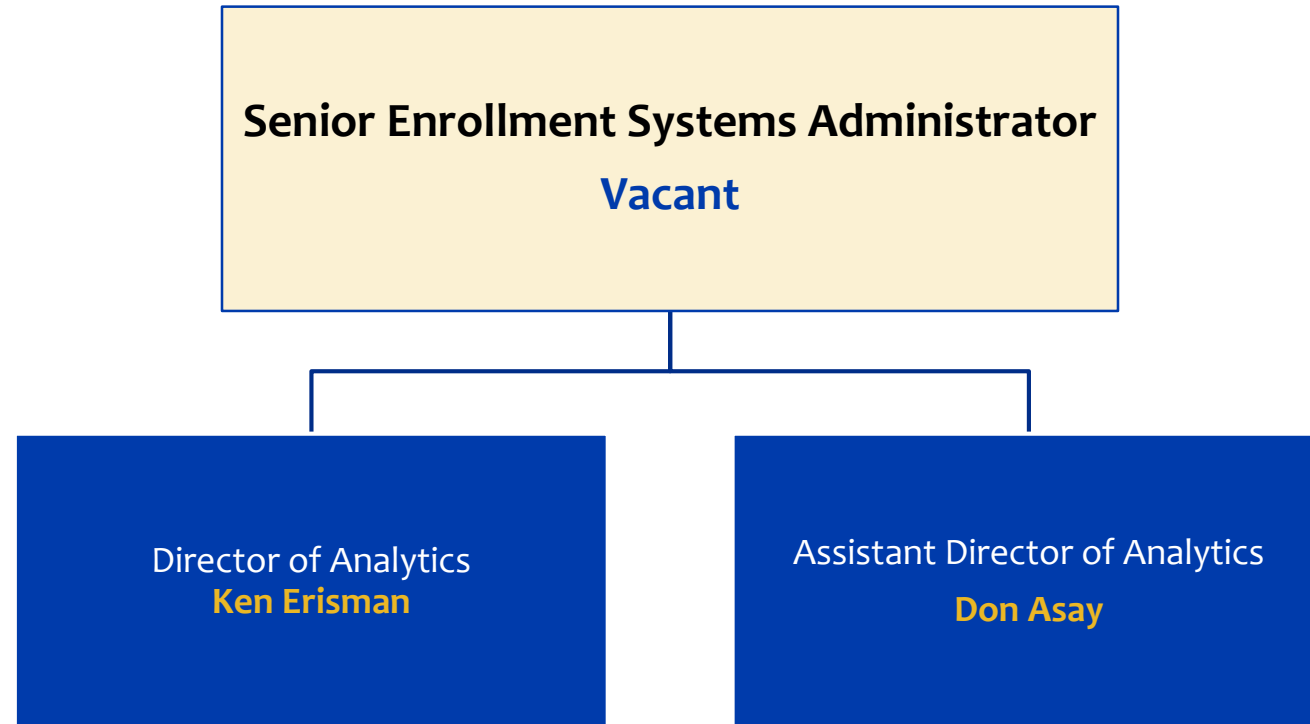 Senior Enrollment Systems Administrator
Vacant
Director of Analytics
Ken Erisman
Assistant Director of Analytics
Don Asay